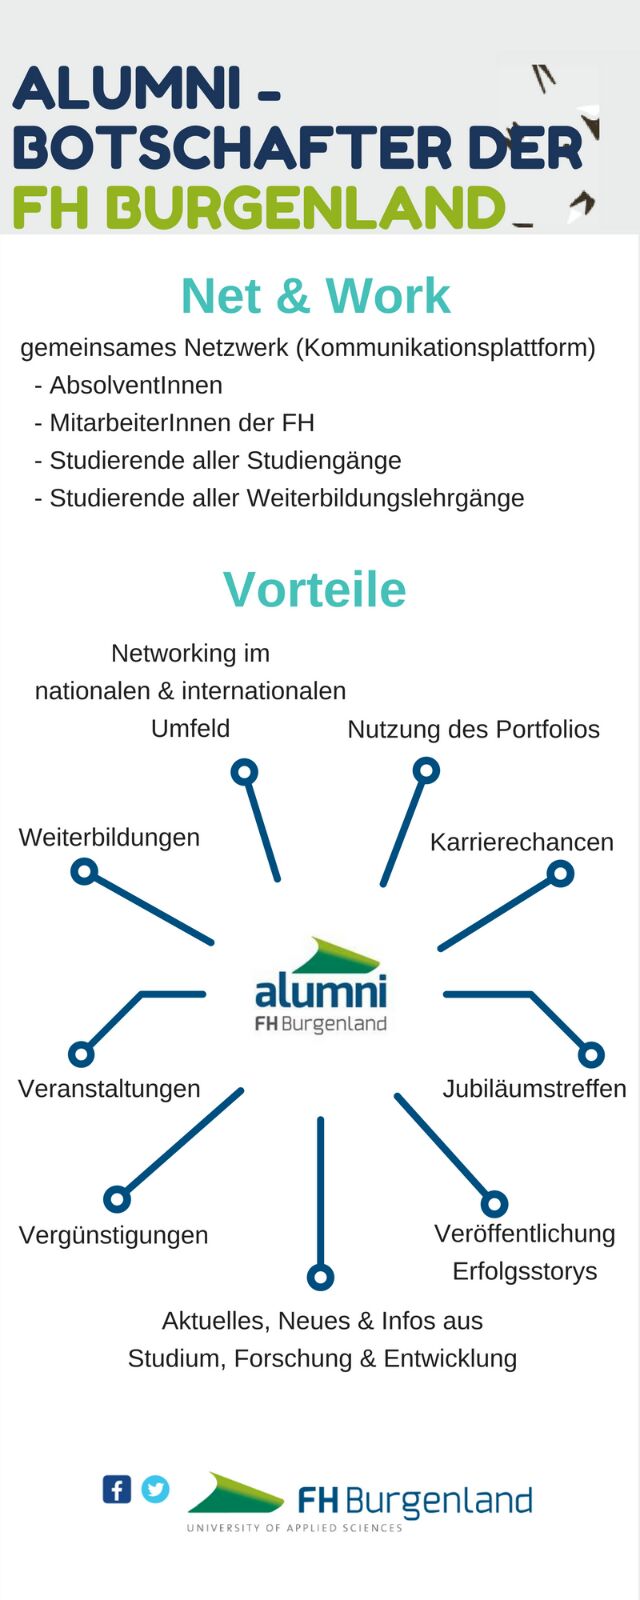 ALUMNI -
BOTSCHAFTER DER
FH BURGENLAND
Net & Work
gemeinsames Netzwerk (Kommunikationsplattform)
- AbsolventInnen
- MitarbeiterInnen der FH
- Studierende aller Studiengänge
- Studierende aller Weiterbildungslehrgänge
Vorteile
Networking im
nationalen & internationalen
Umfeld
Nutzung des Portfolios
Weiterbildungen
Karrierechancen
alumni
FH Burgenland
Veranstaltungen
Jubiläumstreffen
Vergünstigungen
Veröffentlichung
Erfolgsstorys
Aktuelles, Neues & Infos aus
Studium, Forschung & Entwicklung
FH Burgenland
UNIVERSITY OF APPLIED SCIENCES